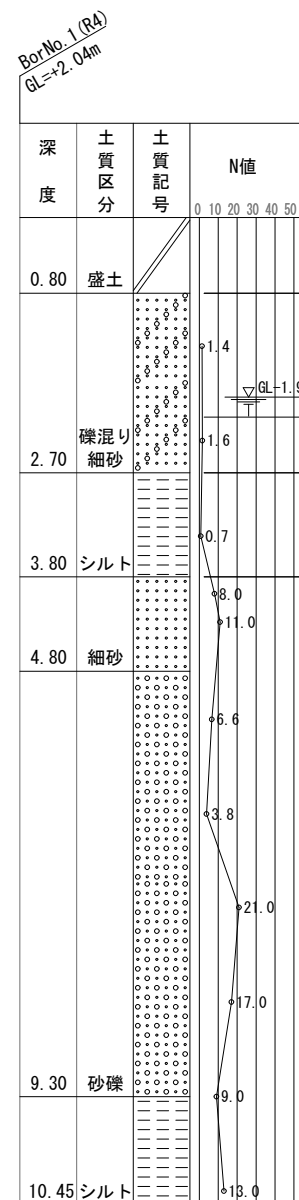 BorNo.1(R4)
GL=+2.04m
深度
土質区分
土質記号
N値
0 10 20 30 40 50
0.80 盛土
1.4
GL-1.9
1.6
礫混り
2.70 細砂
0.7
3.80 シルト
8.0
11.0
4.80 細砂
6.6
3.8
21.0
17.0
9.30 砂礫
9.0
10.45 シルト
13.0